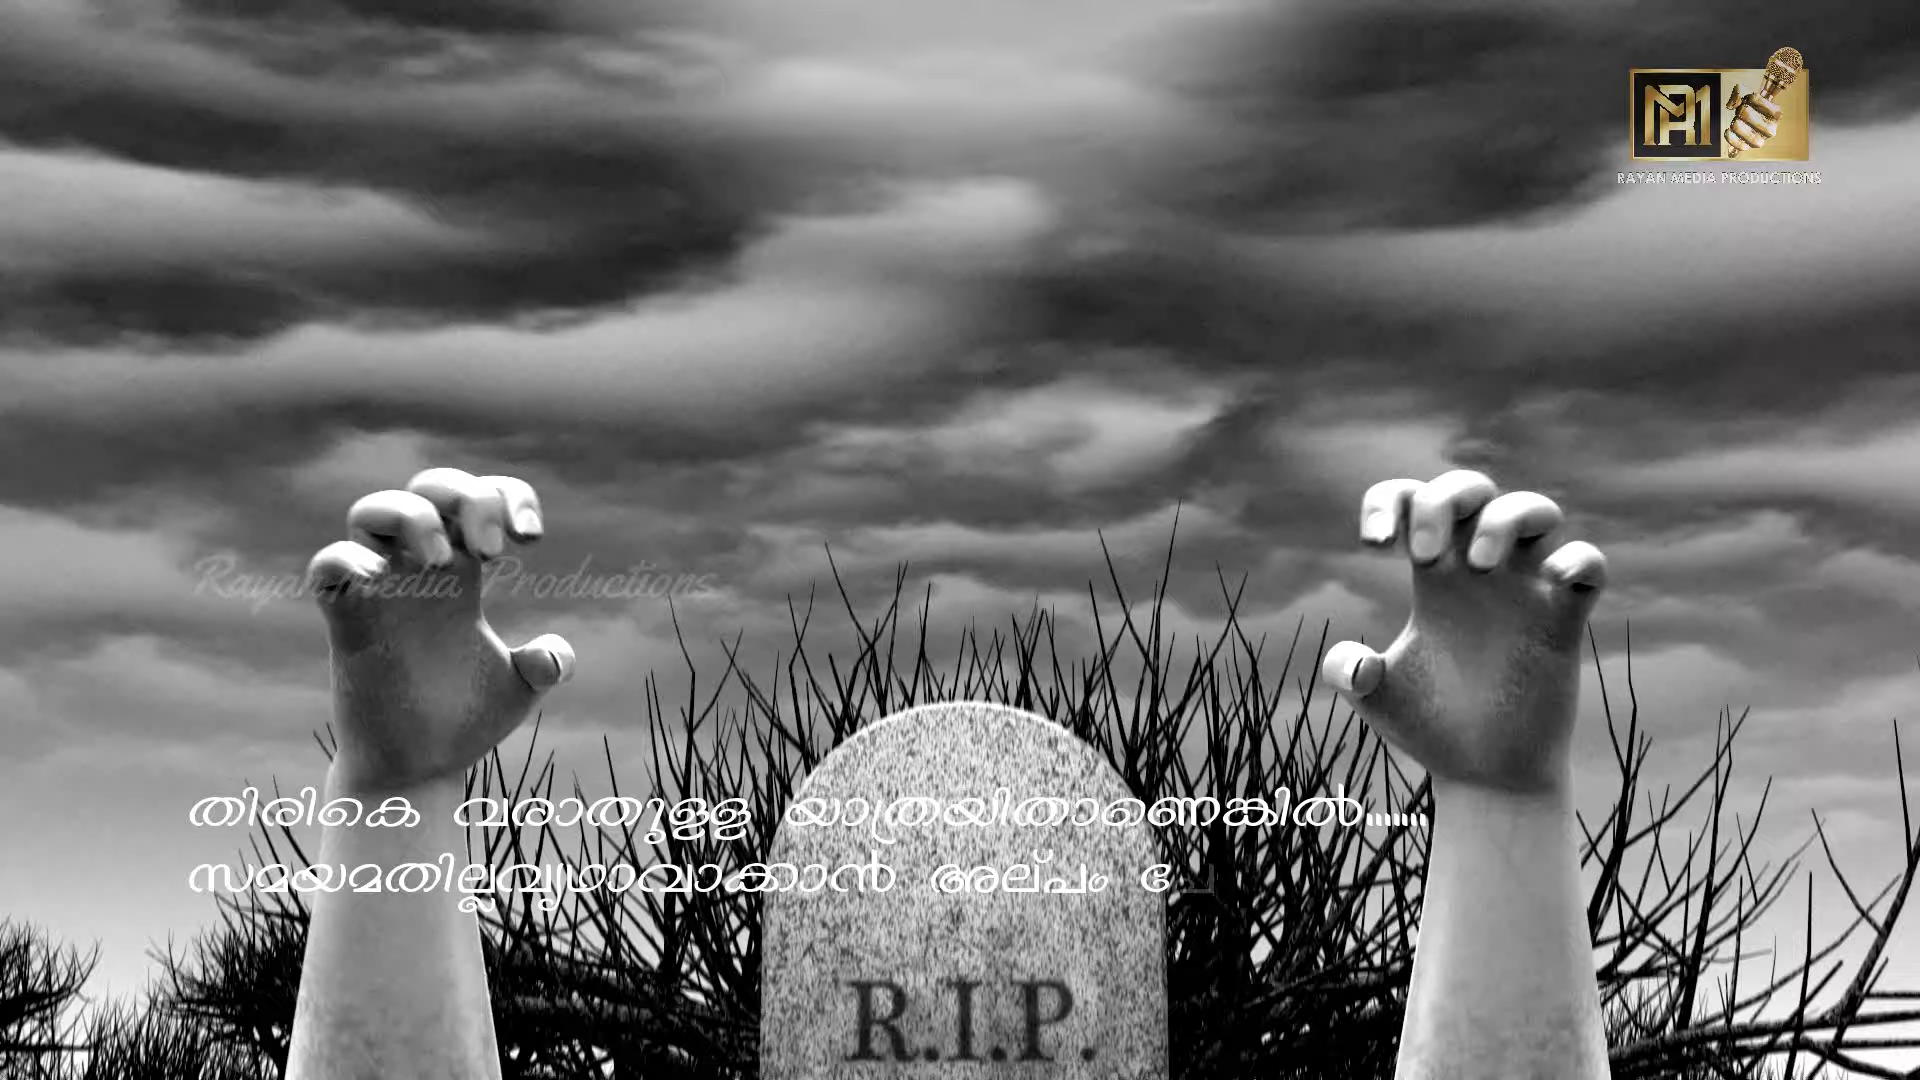 RAYAN MEDIA PRODUCTIONS
Rayan Media Productions
തിരികെ വരാതുള്ള യാത്രയിതാണെങ്കിൽ......
സമയമതില്ലവൃഥാവാക്കാൻ അല്പം
R.I.P.